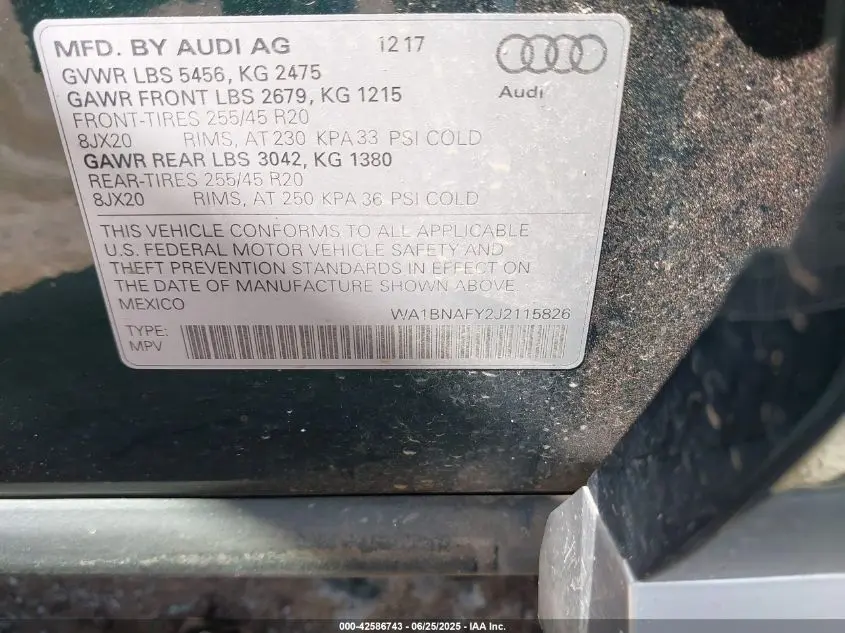 MFD. BY AUDI AG 12 17
GVWR LBS 5456, KG 2475
GAWR FRONT LBS 2679, KG 1215
Audi
FRONT-TIRES 255/45 R20
8JX20 RIMS, AT 230 KPA 33 PSI COLD
GAWR REAR LBS 3042, KG 1380
REAR-TIRES 255/45 R20
8JX20 RIMS, AT 250 KPA 36 PSI COLD
THIS VEHICLE CONFORMS TO ALL APPLICABLE
U.S. FEDERAL MOTOR VEHICLE SAFETY AND
THEFT PREVENTION STANDARDS IN EFFECT ON
THE DATE OF MANUFACTURE SHOWN ABOVE
MEXICO WA1BNAFY2J2115826
TYPE:
MPV
000-42586743 - 06/25/2025 - IAA Inc.